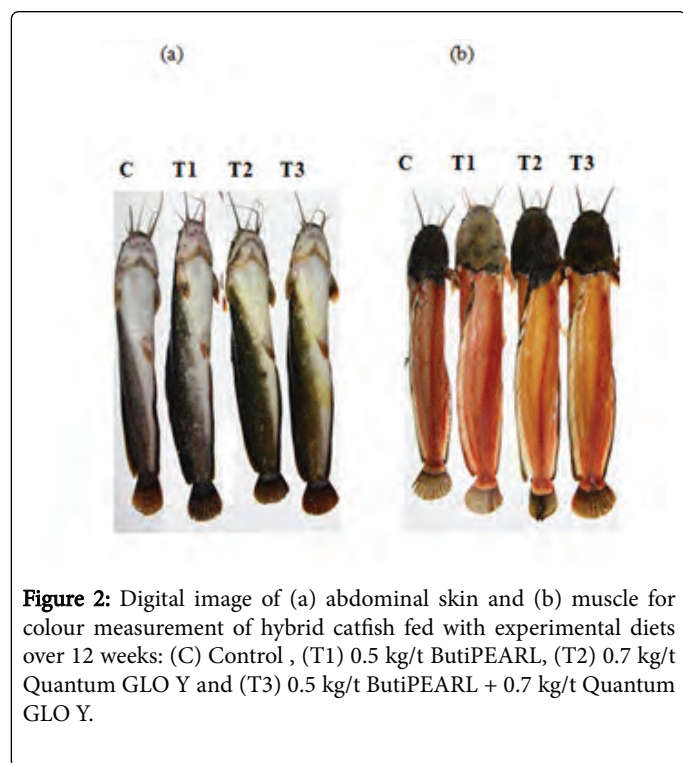 (a) (b)
C T1 T2 T3 C T1 T2 T3
Figure 2: Digital image of (a) abdominal skin and (b) muscle for
colour measurement of hybrid catfish fed with experimental diets
over 12 weeks: (C) Control , (T1) 0.5 kg/t ButiPEARL, (T2) 0.7 kg/t
Quantum GLO Y and (T3) 0.5 kg/t ButiPEARL + 0.7 kg/t Quantum
GLO Y.